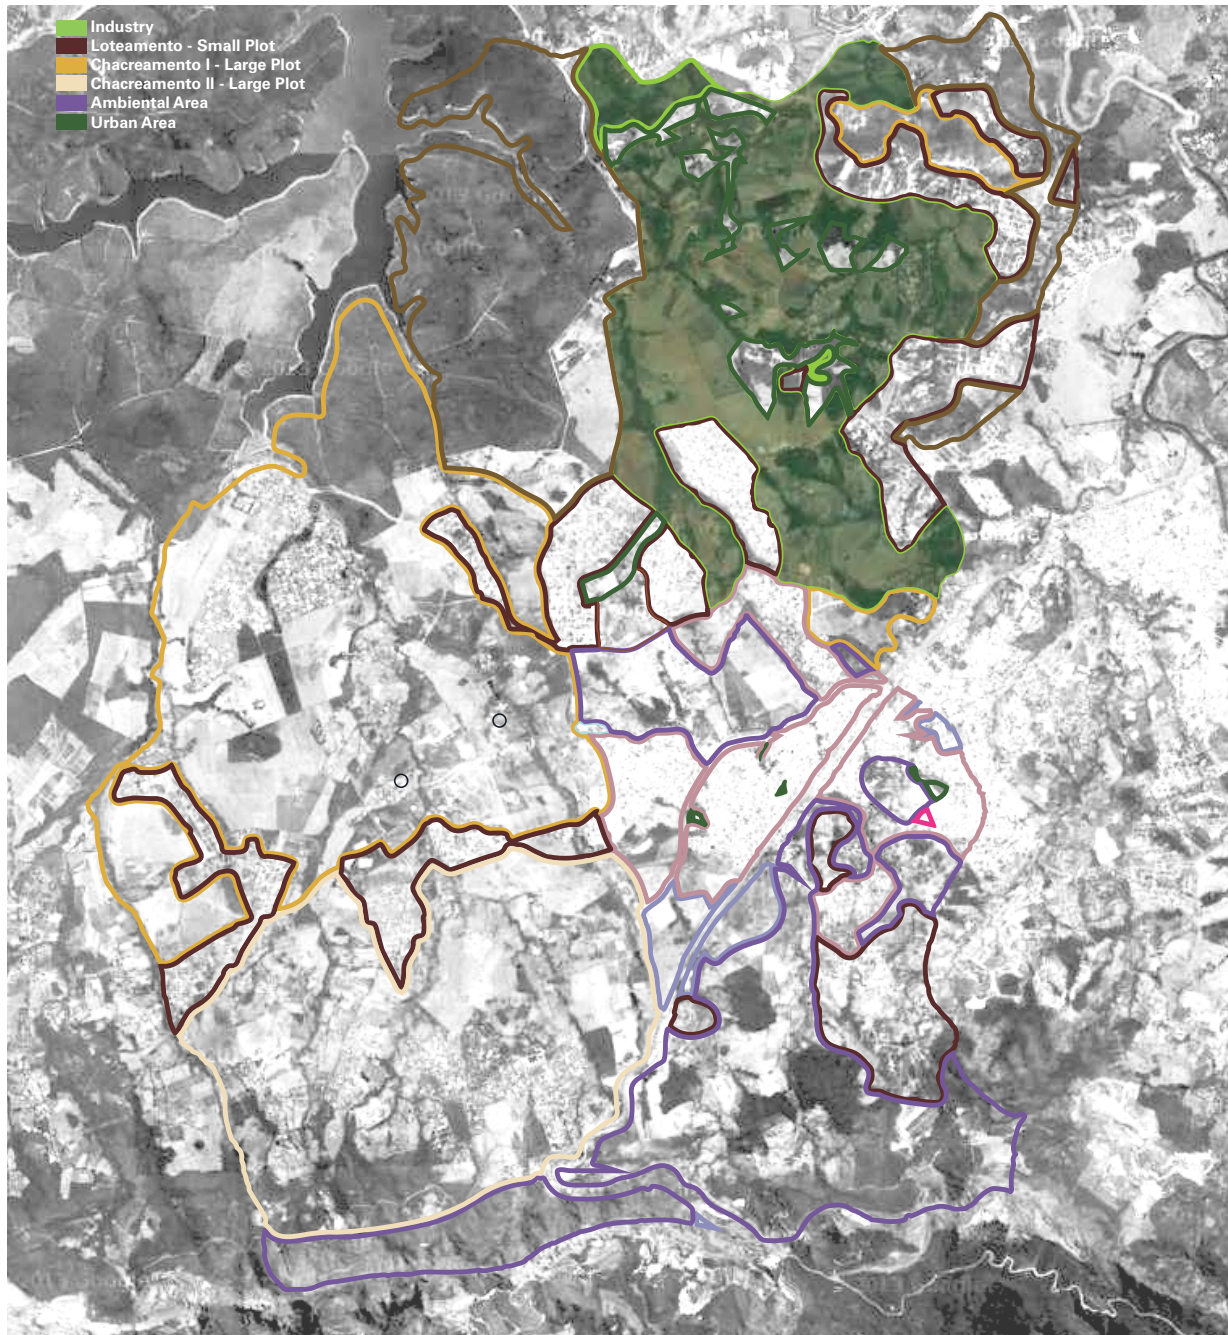 Industry
Loteamento - Small Plot
Chacreamento I - Large Plot
Chacreamento II - Large Plot
Ambiental Area
Urban Area